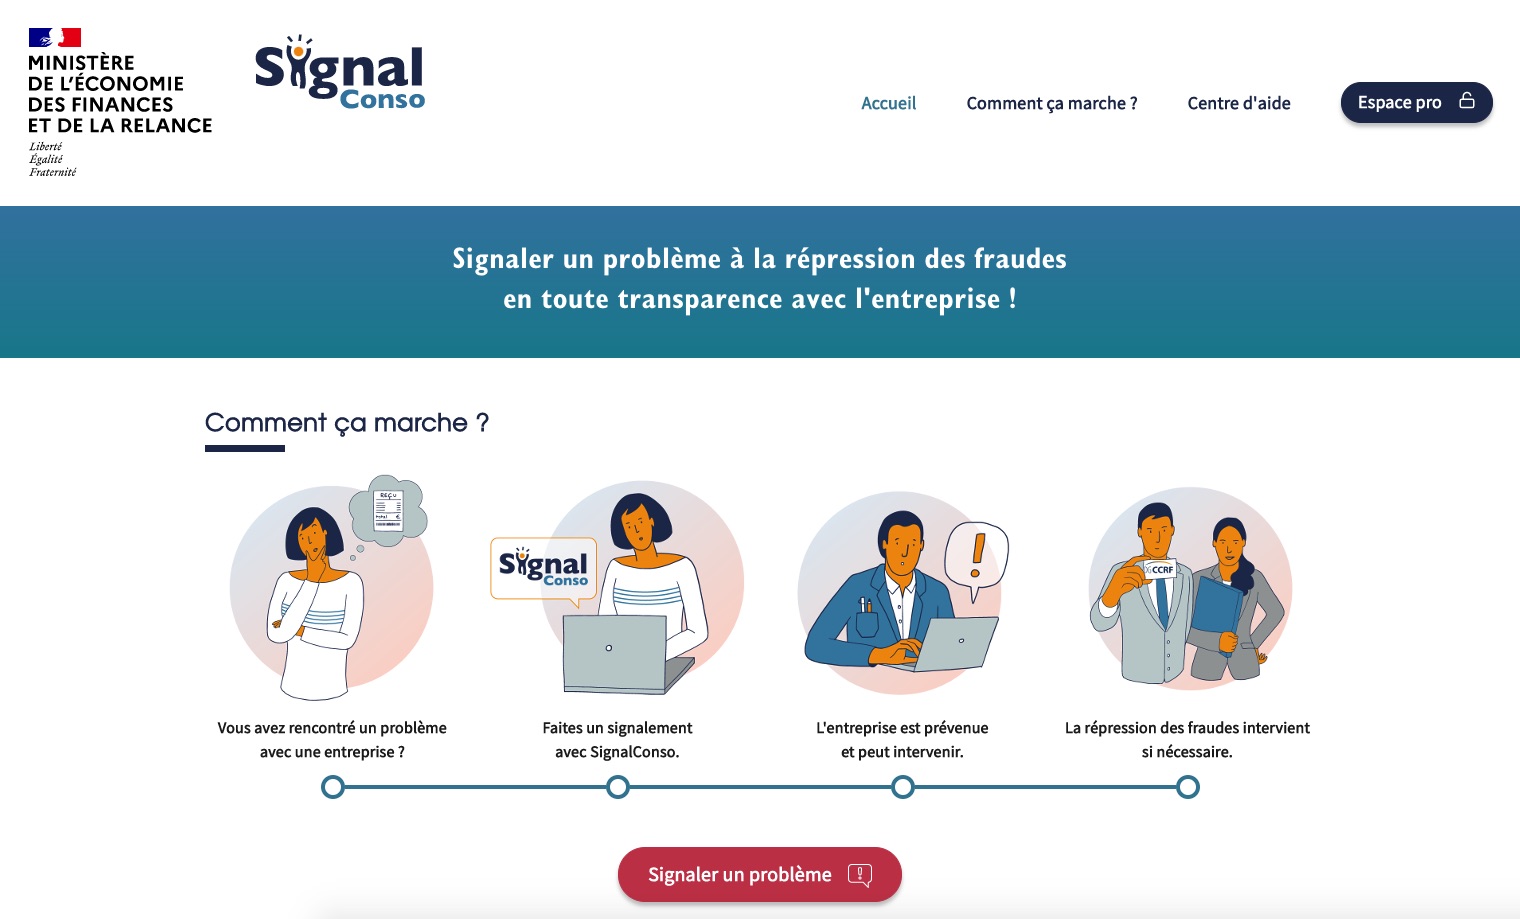 MINISTÈRE
DE L'ÉCONOMIE
DES FINANCES
ET DE LA RELANCE
Liberté
Égalité
Fraternité
Signal
Conso
Accueil
Comment ça marche ?
Centre d'aide
Espace pro
Signaler un problème à la répression des fraudes
en toute transparence avec l'entreprise !
Comment ça marche ?
REÇU
total €
Signal
Conso
!
CCRF
Vous avez rencontré un problème
avec une entreprise ?
Faites un signalement
avec SignalConso.
L'entreprise est prévenue
et peut intervenir.
La répression des fraudes intervient
si nécessaire.
Signaler un problème